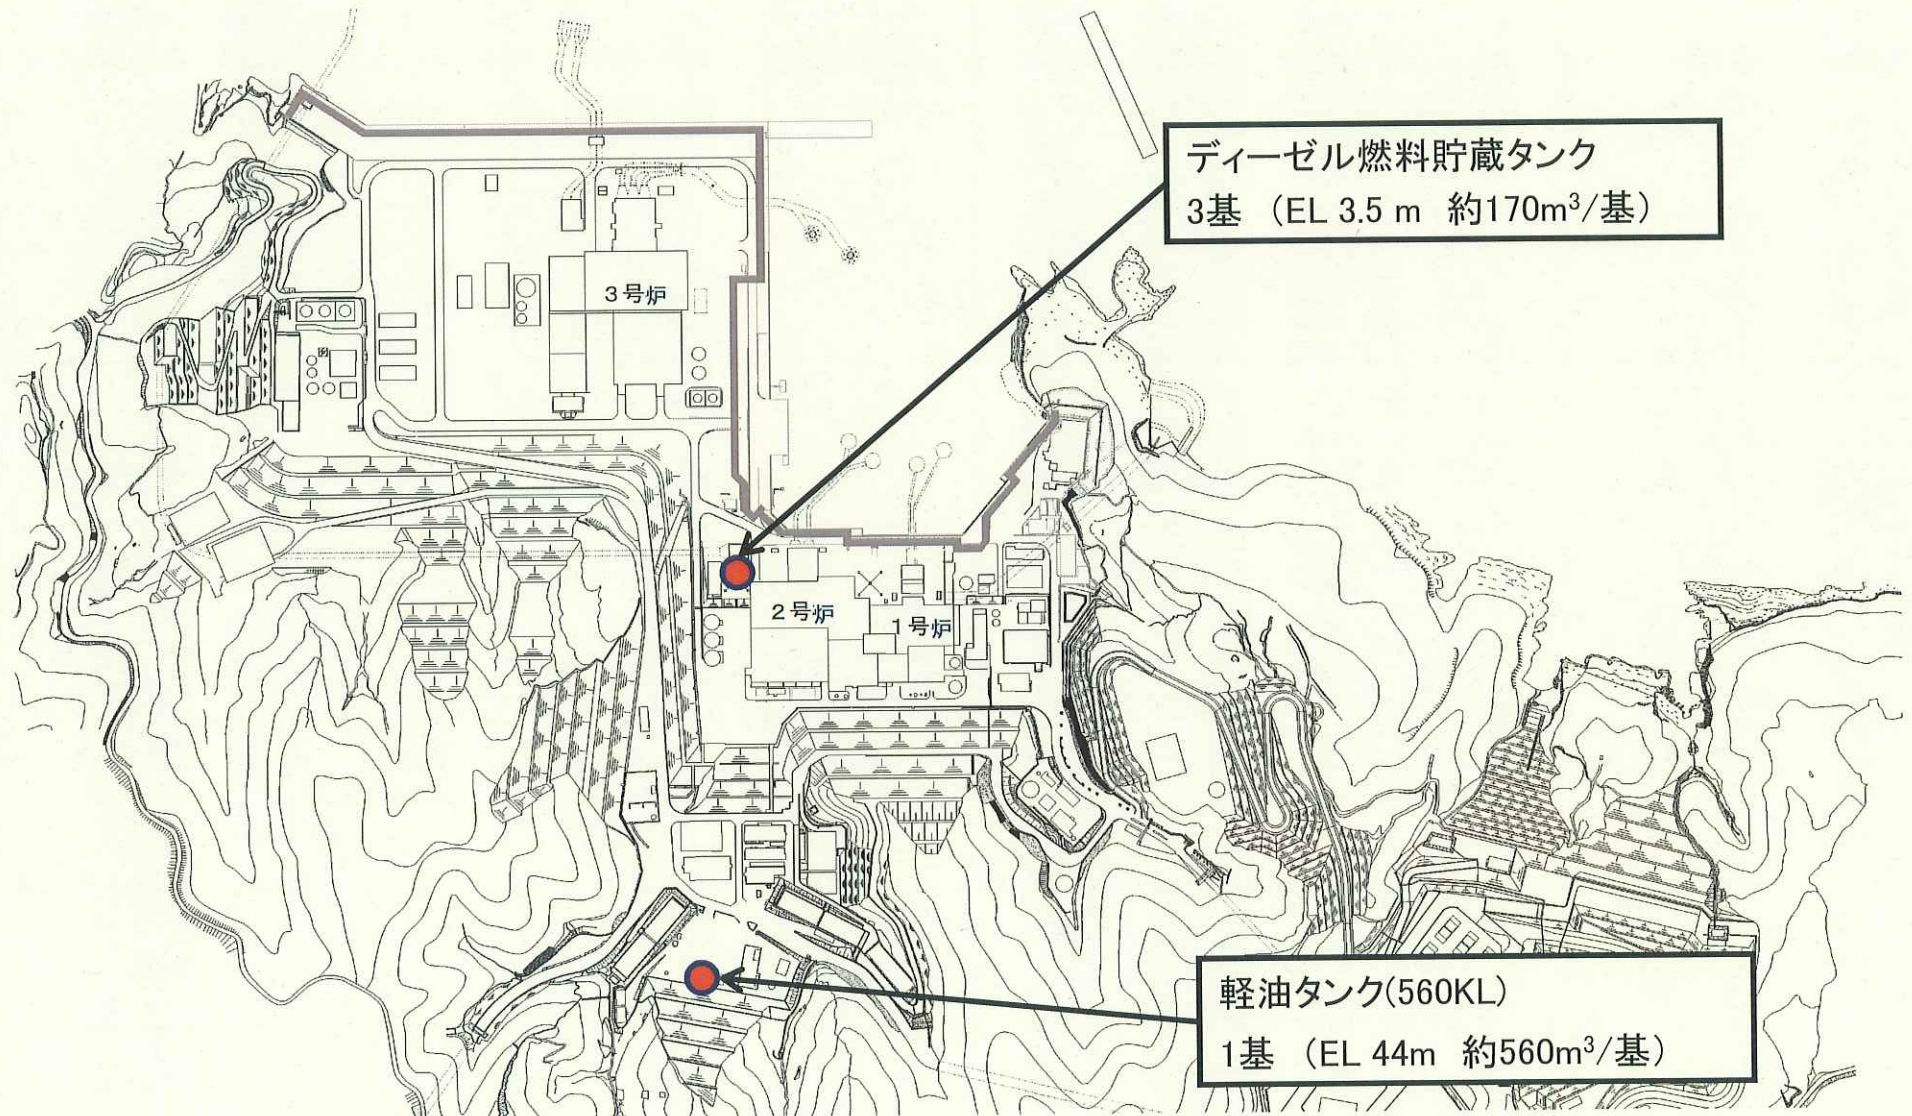 ディーゼル燃料貯蔵タンク
3基 （EL 3.5 m 約170m³/基）
3号炉
2号炉
1号炉
軽油タンク(560KL)
1基 （EL 44m 約560m³/基）